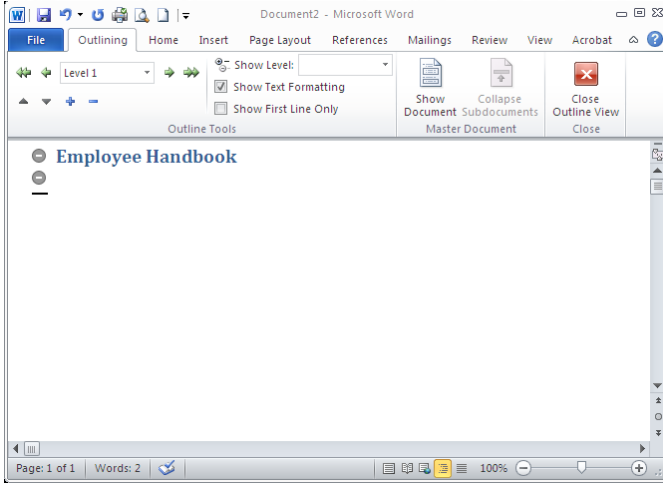 Document2 - Microsoft Word
File Outlining Home Insert Page Layout References Mailings Review View Acrobat
Level 1
Show Level:
Show Text Formatting
Show First Line Only
Outline Tools
Show Document
Collapse Subdocuments
Master Document
Close Outline View
Close
Employee Handbook
Page: 1 of 1 Words: 2 100%